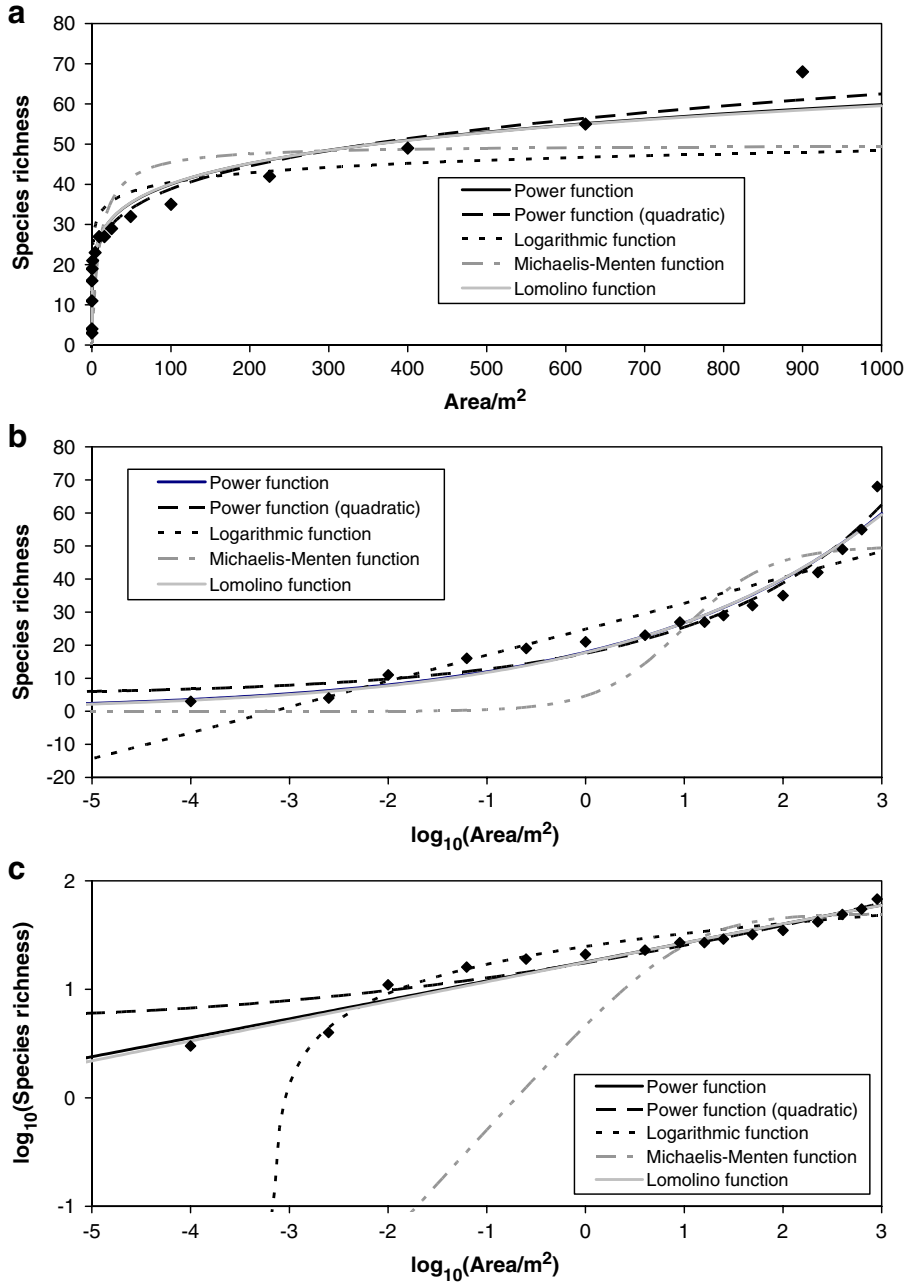 a
80
70
60
50
40
30
20
10
0
Species richness
Power function
Power function (quadratic)
Logarithmic function
Michaelis-Menten function
Lomolino function
0 100 200 300 400 500 600 700 800 900 1000
Area/m²
b
80
70
60
50
40
30
20
10
0
-10
-20
Species richness
Power function
Power function (quadratic)
Logarithmic function
Michaelis-Menten function
Lomolino function
-5 -4 -3 -2 -1 0 1 2 3
log₁₀(Area/m²)
c
2
1
0
-1
log₁₀(Species richness)
Power function
Power function (quadratic)
Logarithmic function
Michaelis-Menten function
Lomolino function
-5 -4 -3 -2 -1 0 1 2 3
log₁₀(Area/m²)